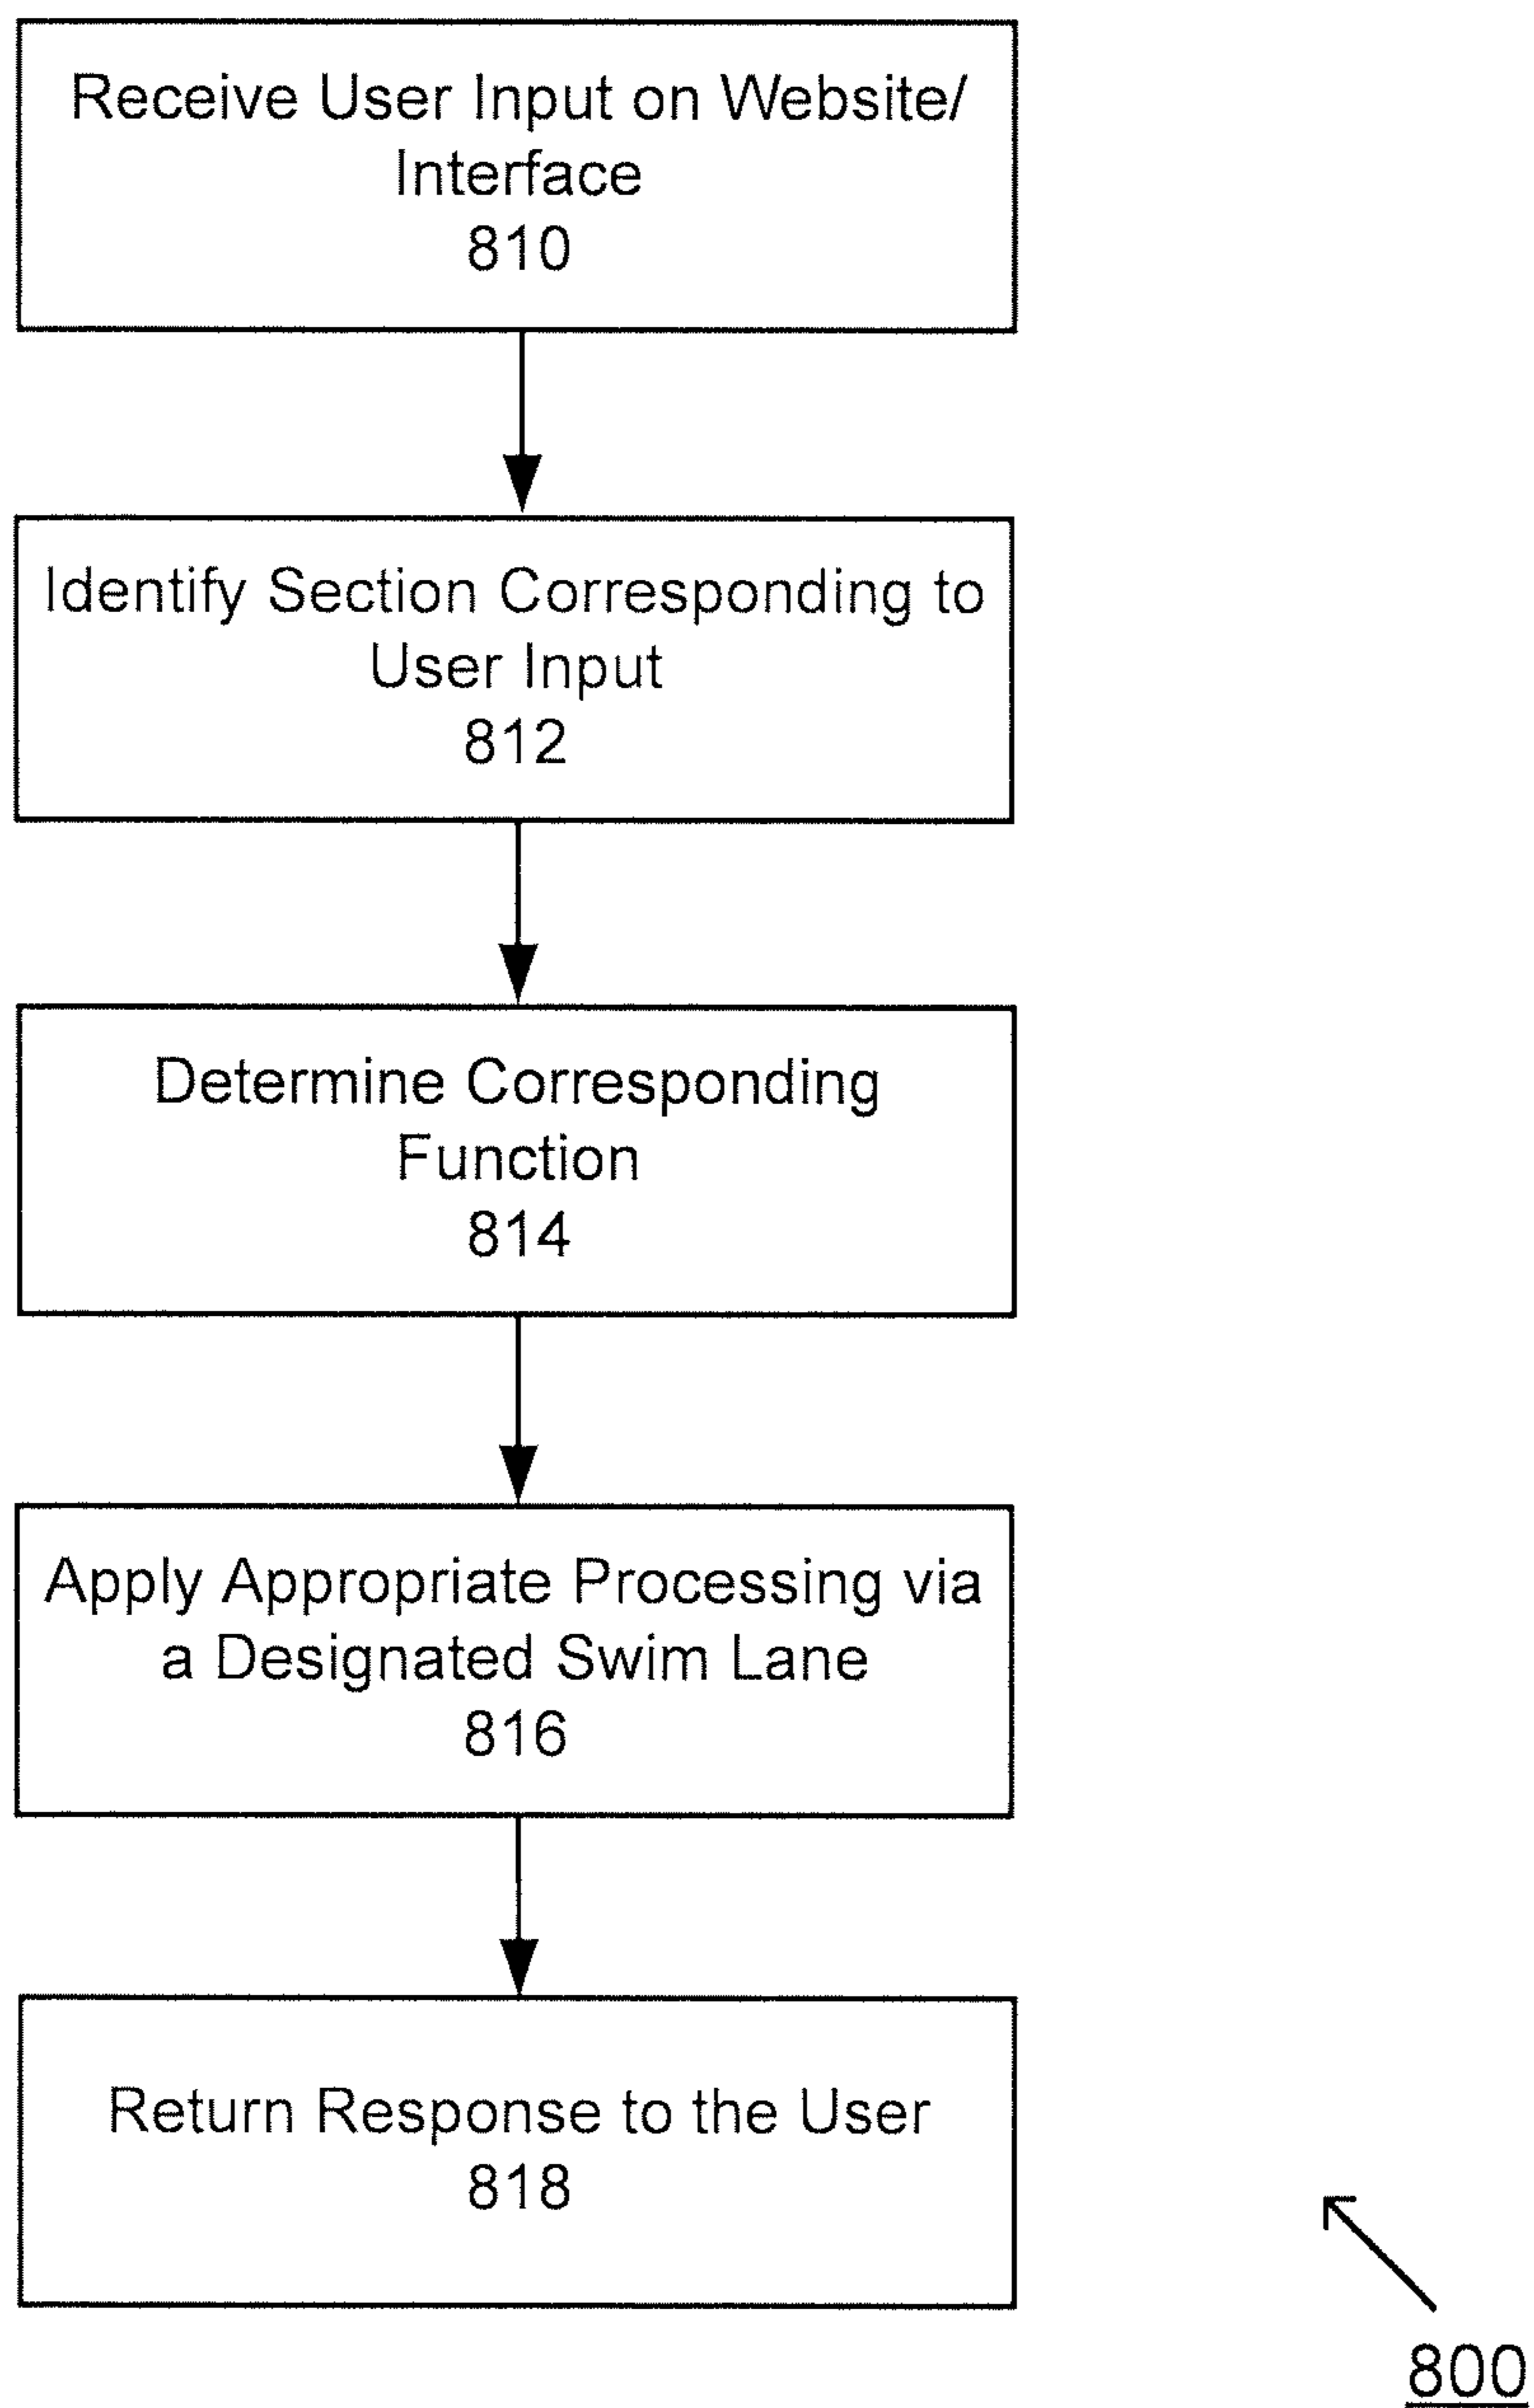 Receive User Input on Website/
Interface
810
Identify Section Corresponding to
User Input
812
Determine Corresponding
Function
814
Apply Appropriate Processing via
a Designated Swim Lane
816
Return Response to the User
818
800